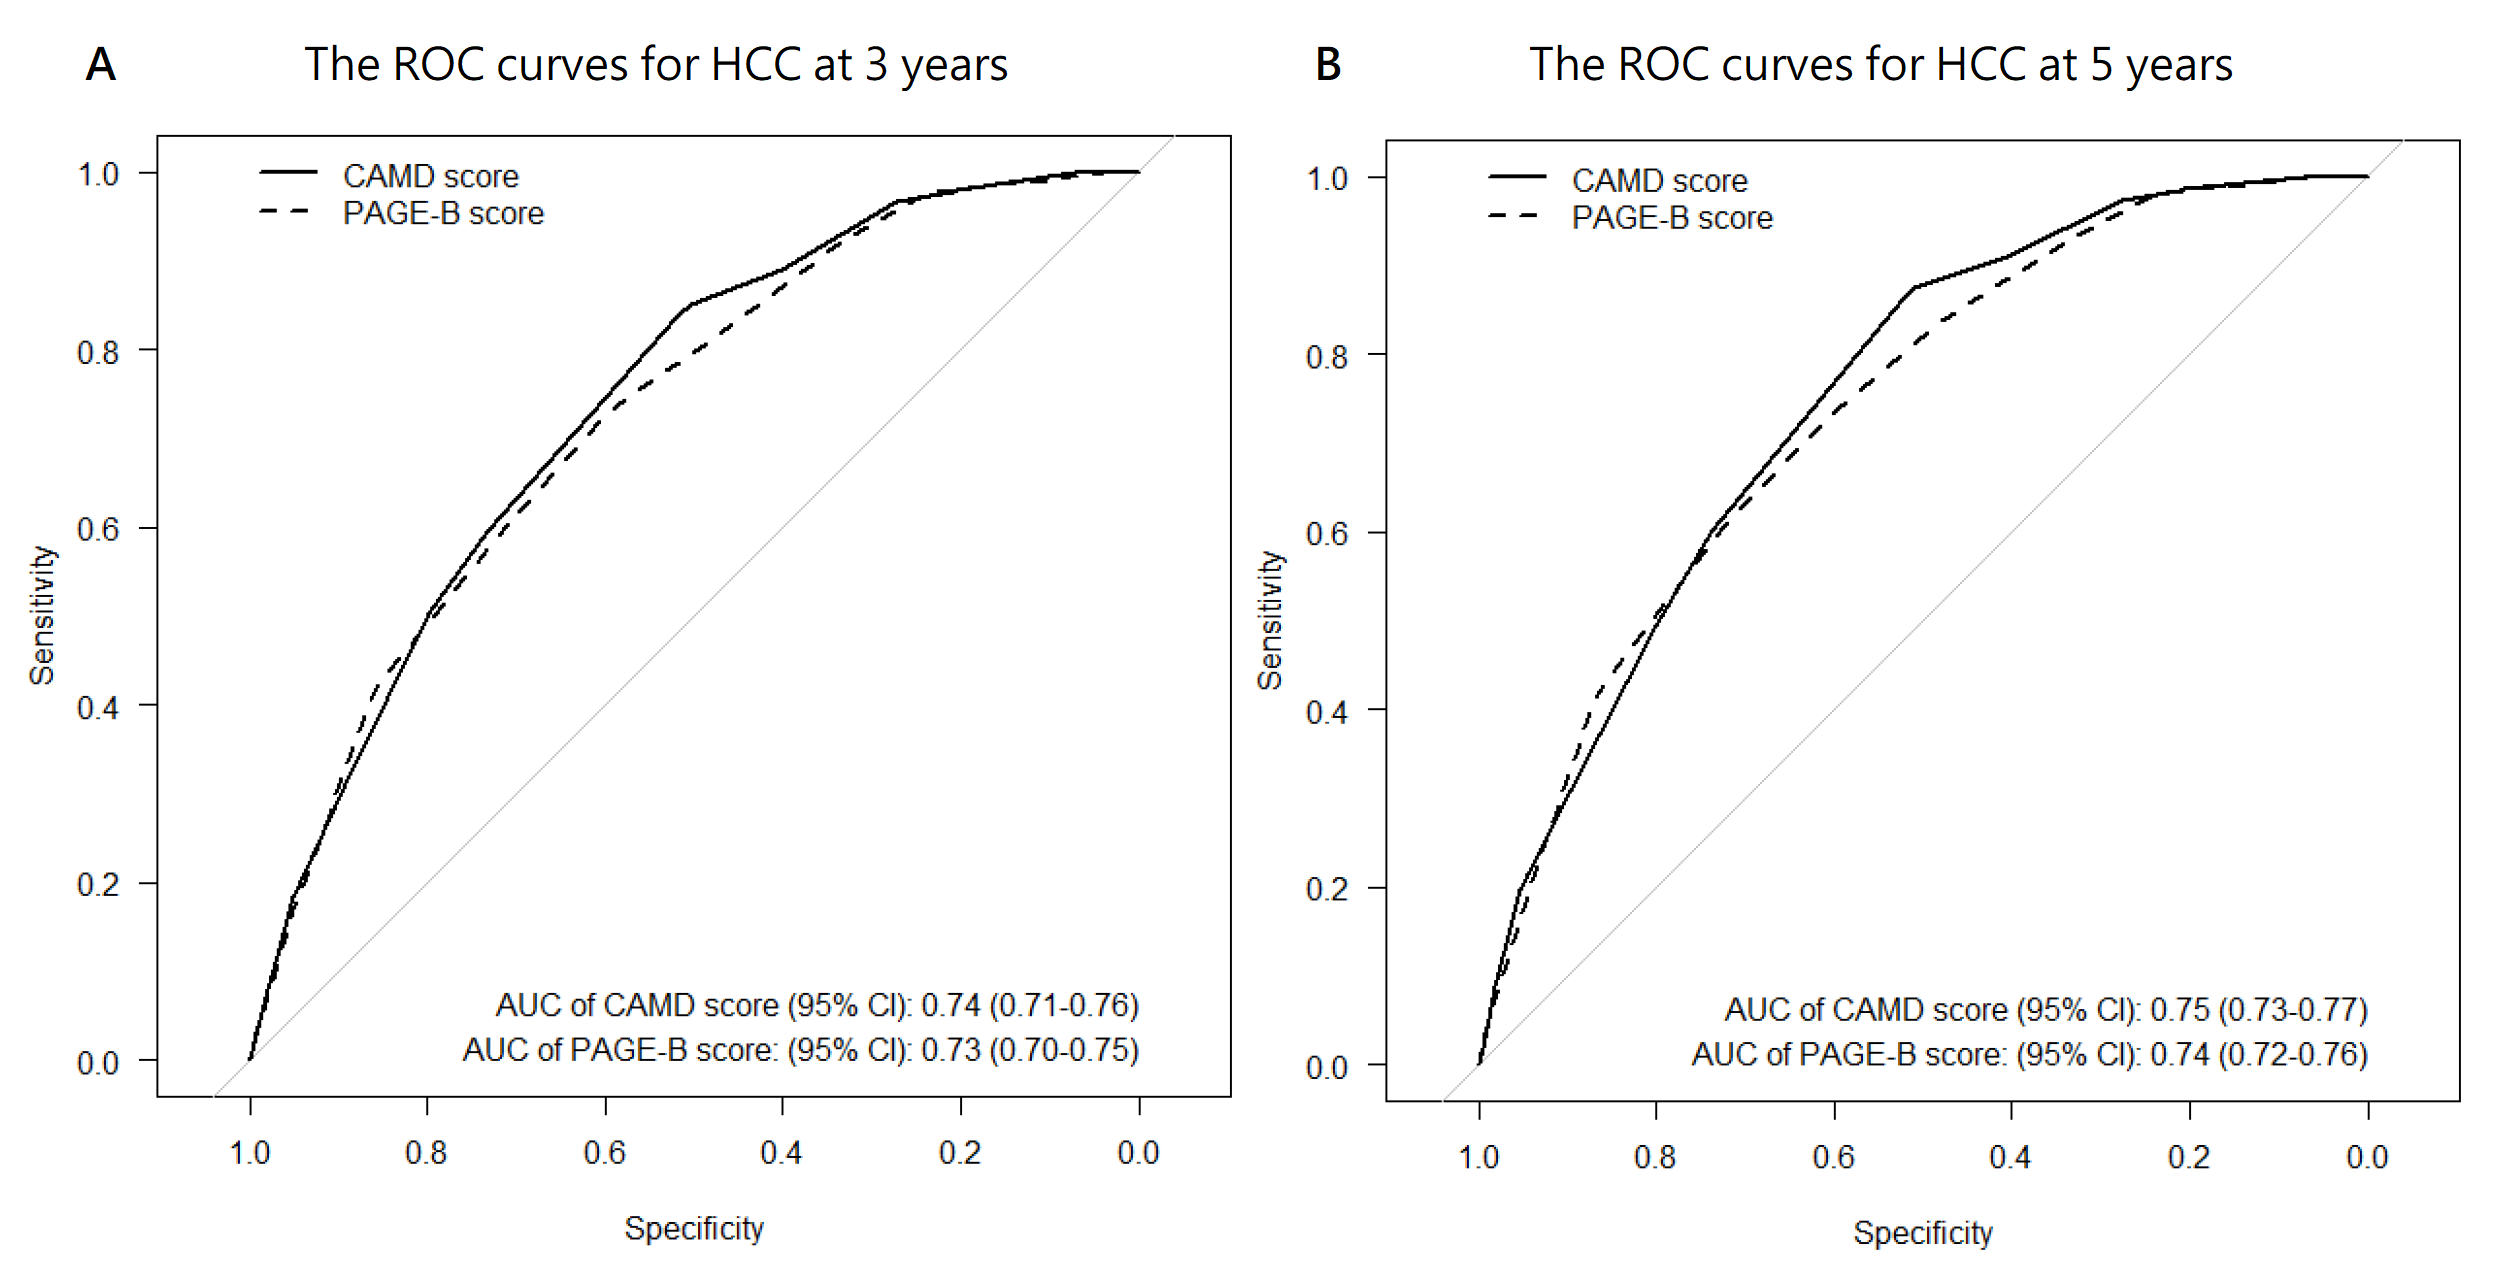 A The ROC curves for HCC at 3 years
CAMD score
PAGE-B score
1.0
0.8
0.6
0.4
0.2
0.0
Sensitivity
AUC of CAMD score (95% CI): 0.74 (0.71-0.76)
AUC of PAGE-B score: (95% CI): 0.73 (0.70-0.75)
1.0 0.8 0.6 0.4 0.2 0.0
Specificity
B The ROC curves for HCC at 5 years
CAMD score
PAGE-B score
1.0
0.8
0.6
0.4
0.2
0.0
Sensitivity
AUC of CAMD score (95% CI): 0.75 (0.73-0.77)
AUC of PAGE-B score: (95% CI): 0.74 (0.72-0.76)
1.0 0.8 0.6 0.4 0.2 0.0
Specificity